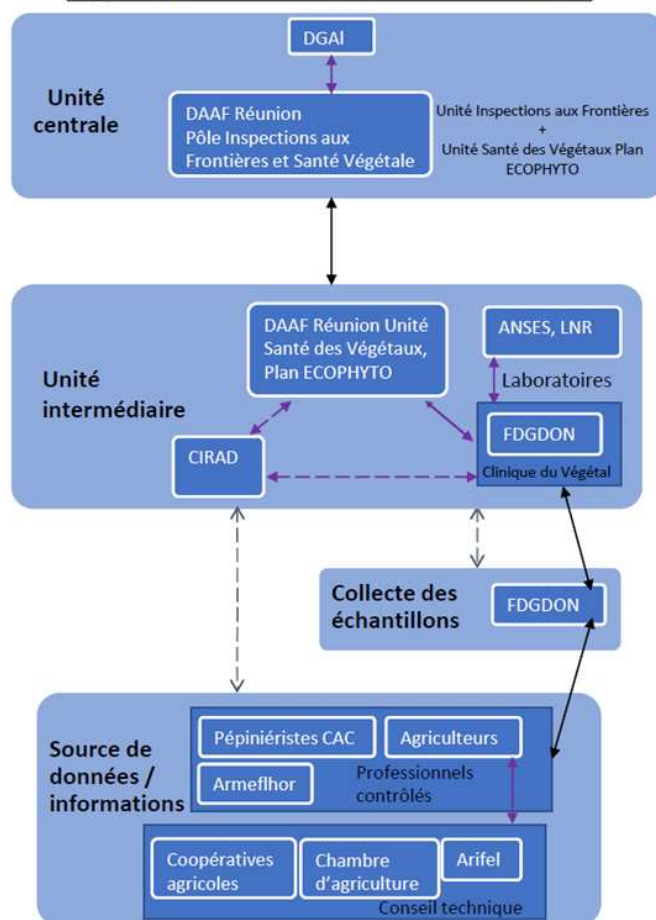 DGAl
Unité
centrale
DAAF Réunion
Pôle Inspections aux
Frontières et Santé Végétale
Unité Inspections aux Frontières
+
Unité Santé des Végétaux Plan
ECOPHYTO
DAAF Réunion Unité
Santé des Végétaux,
Plan ECOPHYTO
ANSES, LNR
Laboratoires
Unité
intermédiaire
FDGDON
Clinique du Végétal
CIRAD
Collecte des
échantillons
FDGDON
Source de
données /
informations
Pépiniéristes CAC
Agriculteurs
Armeflhor
Professionnels
contrôlés
Coopératives
agricoles
Chambre
d'agriculture
Arifel
Conseil technique